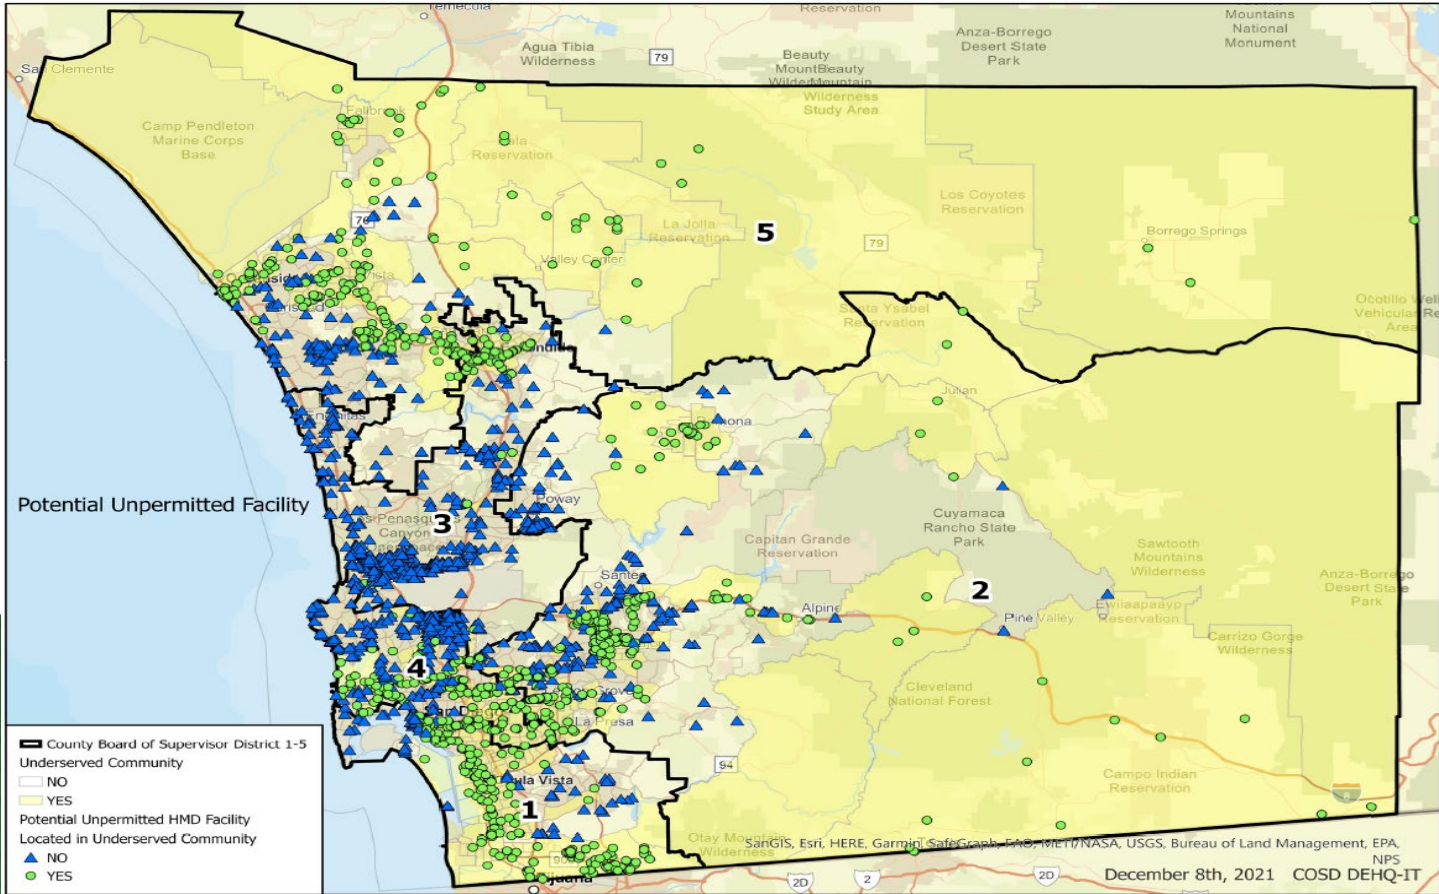 Temecula
Reservation
Mountains
National
Monument
Anza-Borrego
Desert State
Park
Agua Tibia
Wilderness
79
Beauty
Mountain
Wilderness
Study Area
San Clemente
Camp Pendleton
Marine Corps
Base
Fallbrook
Pala
Reservation
76
La Jolla
Reservation
5
79
Los Coyotes
Reservation
Borrego Springs
Valley Center
Vista
Santa Ysabel
Reservation
Ocotillo Wells
Area
Encinitas
Julian
Ramona
Potential Unpermitted Facility
Poway
3
Los Penasquitos
Canyon
Capitan Grande
Reservation
Cuyamaca
Rancho State
Park
Sawtooth
Mountains
Wilderness
Anza-Borrego
Desert State
Park
Santee
2
Alpine
Pine Valley
Ewiiaapaayp
Reservation
Carrizo Gorge
Wilderness
4
Cleveland
National Forest
San Diego
La Presa
94
Chula Vista
1
Campo Indian
Reservation
8
Otay Mountain
Wilderness
Tijuana
County Board of Supervisor District 1-5
Underserved Community
NO
YES
Potential Unpermitted HMD Facility
Located in Underserved Community
NO
YES
SanGIS, Esri, HERE, Garmin, SafeGraph, FAO, METI/NASA, USGS, Bureau of Land Management, EPA,
NPS
2D
2
2D
December 8th, 2021 COSD DEHQ-IT